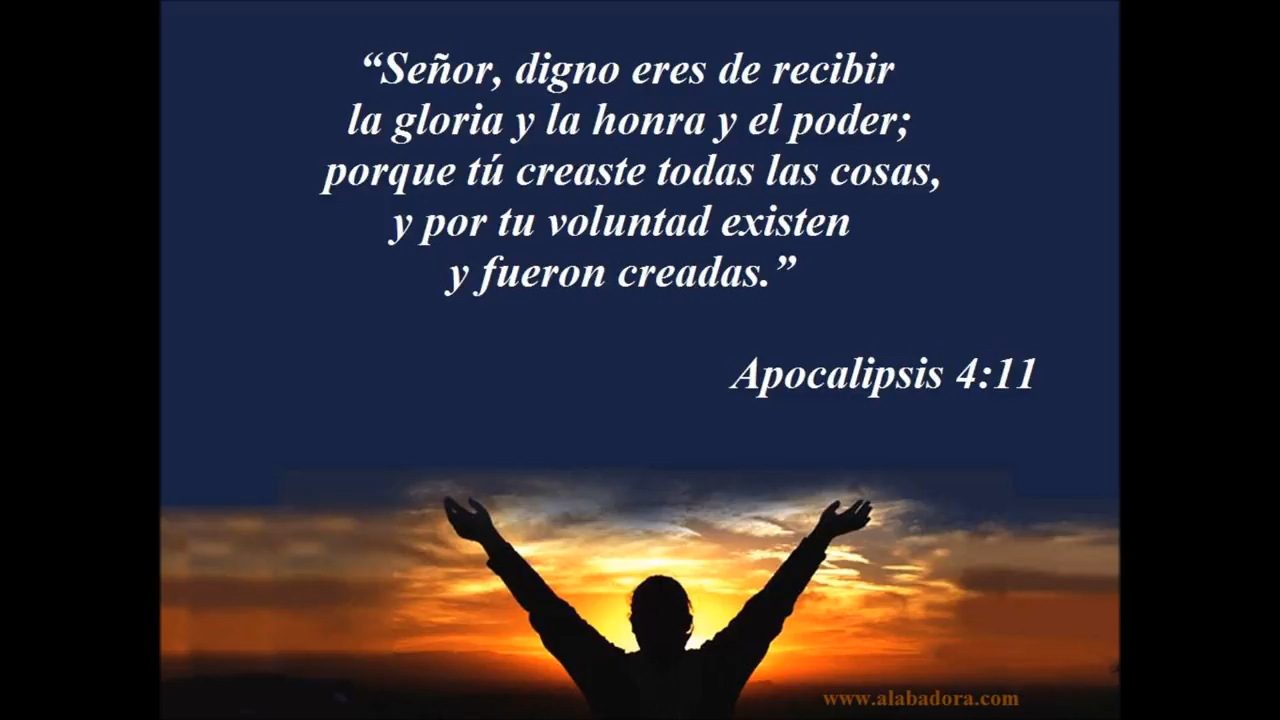 “Señor, digno eres de recibir
la gloria y la honra y el poder;
porque tú creaste todas las cosas,
y por tu voluntad existen
y fueron creadas.”
Apocalipsis 4:11
www.alabadora.com